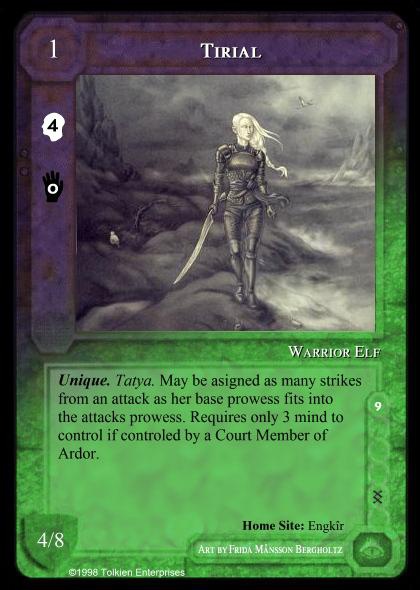 1
Tirial
4
0
Warrior Elf
Unique. Tatya. May be asigned as many strikes
from an attack as her base prowess fits into
the attacks prowess. Requires only 3 mind to
control if controled by a Court Member of
Ardor.
9
Home Site: Engkîr
4/8
Art by Frida Månsson Bergholtz
©1998 Tolkien Enterprises